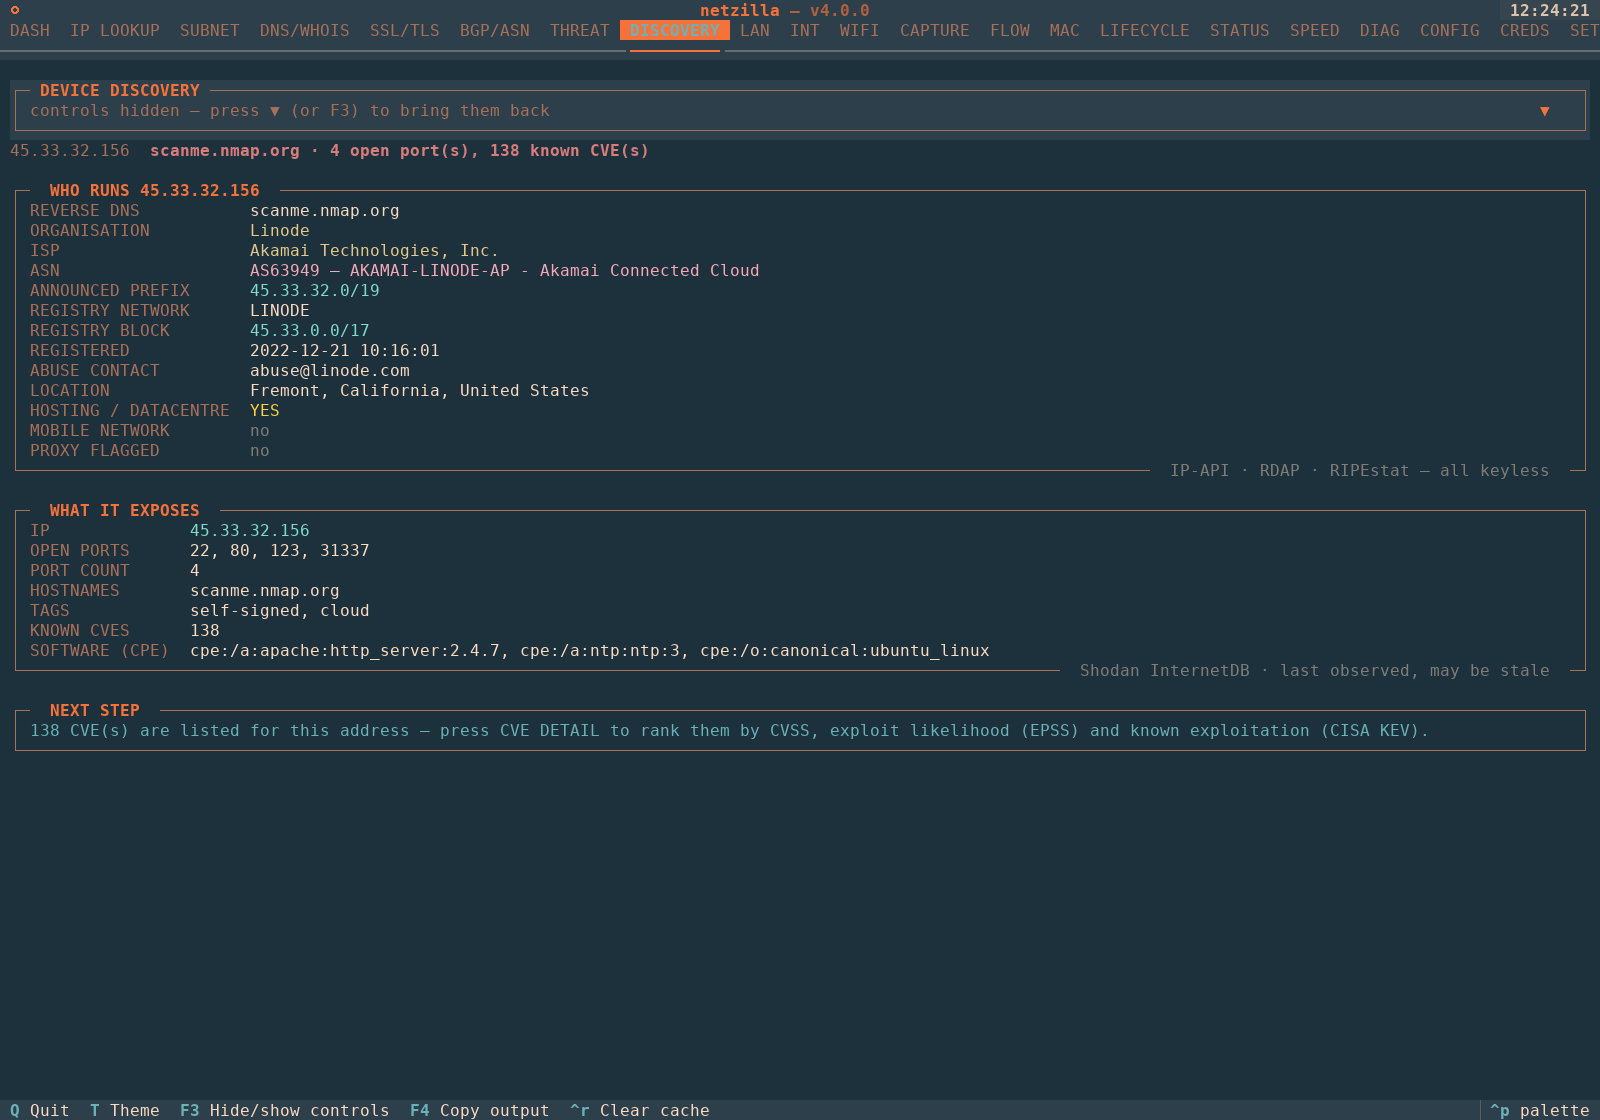 netzilla — v4.0.0 12:24:21
DASH IP LOOKUP SUBNET DNS/WHOIS SSL/TLS BGP/ASN THREAT DISCOVERY LAN INT WIFI CAPTURE FLOW MAC LIFECYCLE STATUS SPEED DIAG CONFIG CREDS SET
DEVICE DISCOVERY
controls hidden — press ▼ (or F3) to bring them back ▼
45.33.32.156 scanme.nmap.org · 4 open port(s), 138 known CVE(s)
WHO RUNS 45.33.32.156
REVERSE DNS scanme.nmap.org
ORGANISATION Linode
ISP Akamai Technologies, Inc.
ASN AS63949 — AKAMAI-LINODE-AP - Akamai Connected Cloud
ANNOUNCED PREFIX 45.33.32.0/19
REGISTRY NETWORK LINODE
REGISTRY BLOCK 45.33.0.0/17
REGISTERED 2022-12-21 10:16:01
ABUSE CONTACT abuse@linode.com
LOCATION Fremont, California, United States
HOSTING / DATACENTRE YES
MOBILE NETWORK no
PROXY FLAGGED no
IP-API · RDAP · RIPEstat — all keyless
WHAT IT EXPOSES
IP 45.33.32.156
OPEN PORTS 22, 80, 123, 31337
PORT COUNT 4
HOSTNAMES scanme.nmap.org
TAGS self-signed, cloud
KNOWN CVES 138
SOFTWARE (CPE) cpe:/a:apache:http_server:2.4.7, cpe:/a:ntp:ntp:3, cpe:/o:canonical:ubuntu_linux
Shodan InternetDB · last observed, may be stale
NEXT STEP
138 CVE(s) are listed for this address — press CVE DETAIL to rank them by CVSS, exploit likelihood (EPSS) and known exploitation (CISA KEV).
Q Quit T Theme F3 Hide/show controls F4 Copy output ^r Clear cache ^p palette